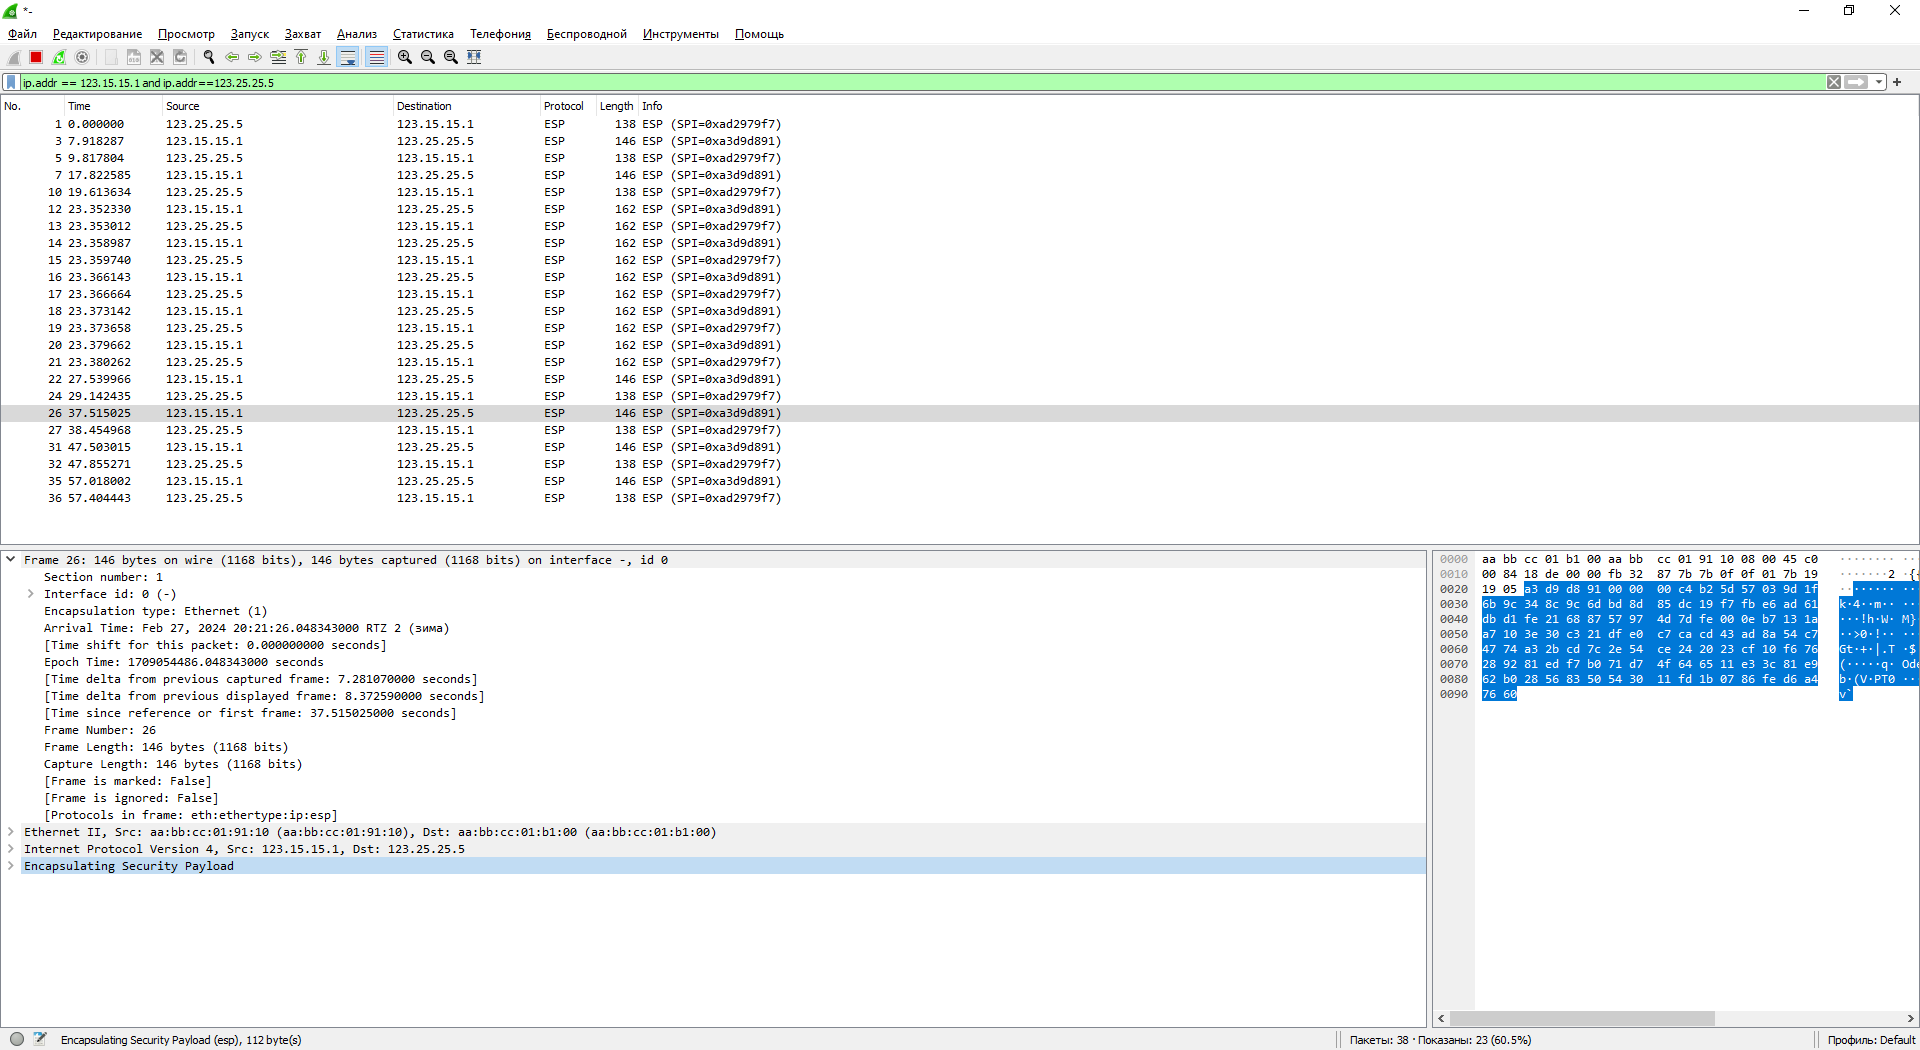 *-
Файл Редактирование Просмотр Запуск Захват Анализ Статистика Телефония Беспроводной Инструменты Помощь
ip.addr == 123.15.15.1 and ip.addr==123.25.25.5
No. Time Source Destination Protocol Length Info
1 0.000000 123.25.25.5 123.15.15.1 ESP 138 ESP (SPI=0xad2979f7)
3 7.918287 123.15.15.1 123.25.25.5 ESP 146 ESP (SPI=0xa3d9d891)
5 9.817804 123.25.25.5 123.15.15.1 ESP 138 ESP (SPI=0xad2979f7)
7 17.822585 123.15.15.1 123.25.25.5 ESP 146 ESP (SPI=0xa3d9d891)
10 19.613634 123.25.25.5 123.15.15.1 ESP 138 ESP (SPI=0xad2979f7)
12 23.352330 123.15.15.1 123.25.25.5 ESP 162 ESP (SPI=0xa3d9d891)
13 23.353012 123.25.25.5 123.15.15.1 ESP 162 ESP (SPI=0xad2979f7)
14 23.358987 123.15.15.1 123.25.25.5 ESP 162 ESP (SPI=0xa3d9d891)
15 23.359740 123.25.25.5 123.15.15.1 ESP 162 ESP (SPI=0xad2979f7)
16 23.366143 123.15.15.1 123.25.25.5 ESP 162 ESP (SPI=0xa3d9d891)
17 23.366664 123.25.25.5 123.15.15.1 ESP 162 ESP (SPI=0xad2979f7)
18 23.373142 123.15.15.1 123.25.25.5 ESP 162 ESP (SPI=0xa3d9d891)
19 23.373658 123.25.25.5 123.15.15.1 ESP 162 ESP (SPI=0xad2979f7)
20 23.379662 123.15.15.1 123.25.25.5 ESP 162 ESP (SPI=0xa3d9d891)
21 23.380262 123.25.25.5 123.15.15.1 ESP 162 ESP (SPI=0xad2979f7)
22 27.539966 123.15.15.1 123.25.25.5 ESP 146 ESP (SPI=0xa3d9d891)
24 29.142435 123.25.25.5 123.15.15.1 ESP 138 ESP (SPI=0xad2979f7)
26 37.515025 123.15.15.1 123.25.25.5 ESP 146 ESP (SPI=0xa3d9d891)
27 38.454968 123.25.25.5 123.15.15.1 ESP 138 ESP (SPI=0xad2979f7)
31 47.503015 123.15.15.1 123.25.25.5 ESP 146 ESP (SPI=0xa3d9d891)
32 47.855271 123.25.25.5 123.15.15.1 ESP 138 ESP (SPI=0xad2979f7)
35 57.018002 123.15.15.1 123.25.25.5 ESP 146 ESP (SPI=0xa3d9d891)
36 57.404443 123.25.25.5 123.15.15.1 ESP 138 ESP (SPI=0xad2979f7)
Frame 26: 146 bytes on wire (1168 bits), 146 bytes captured (1168 bits) on interface -, id 0
Section number: 1
Interface id: 0 (-)
Encapsulation type: Ethernet (1)
Arrival Time: Feb 27, 2024 20:21:26.048343000 RTZ 2 (зима)
[Time shift for this packet: 0.000000000 seconds]
Epoch Time: 1709054486.048343000 seconds
[Time delta from previous captured frame: 7.281070000 seconds]
[Time delta from previous displayed frame: 8.372590000 seconds]
[Time since reference or first frame: 37.515025000 seconds]
Frame Number: 26
Frame Length: 146 bytes (1168 bits)
Capture Length: 146 bytes (1168 bits)
[Frame is marked: False]
[Frame is ignored: False]
[Protocols in frame: eth:ethertype:ip:esp]
Ethernet II, Src: aa:bb:cc:01:91:10 (aa:bb:cc:01:91:10), Dst: aa:bb:cc:01:b1:00 (aa:bb:cc:01:b1:00)
Internet Protocol Version 4, Src: 123.15.15.1, Dst: 123.25.25.5
Encapsulating Security Payload
0000 aa bb cc 01 b1 00 aa bb cc 01 91 10 08 00 45 c0 ········ ··
0010 00 84 18 de 00 00 fb 32 87 7b 7b 0f 0f 01 7b 19 ·······2 ·{{
0020 19 05 a3 d9 d8 91 00 00 00 c4 b2 5d 57 03 9d 1f ········ ··
0030 6b 9c 34 8c 9c 6d bd 8d 85 dc 19 f7 fb e6 ad 61 k·4··m·· ··
0040 db d1 fe 21 68 87 57 97 4d 7d fe 00 0e b7 13 1a ···!h·W· M}
0050 a7 10 3e 30 c3 21 df e0 c7 ca cd 43 ad 8a 54 c7 ··>0·!·· ··
0060 47 74 a3 2b cd 7c 2e 54 ce 24 20 23 cf 10 f6 76 Gt·+·|.T ·$
0070 28 92 81 ed f7 b0 71 d7 4f 64 65 11 e3 3c 81 e9 (·····q· Ode
0080 62 b0 28 56 83 50 54 30 11 fd 1b 07 86 fe d6 a4 b·(V·PT0 ··
0090 76 60 v`
Encapsulating Security Payload (esp), 112 byte(s)
Пакеты: 38 · Показаны: 23 (60.5%)
Профиль: Default